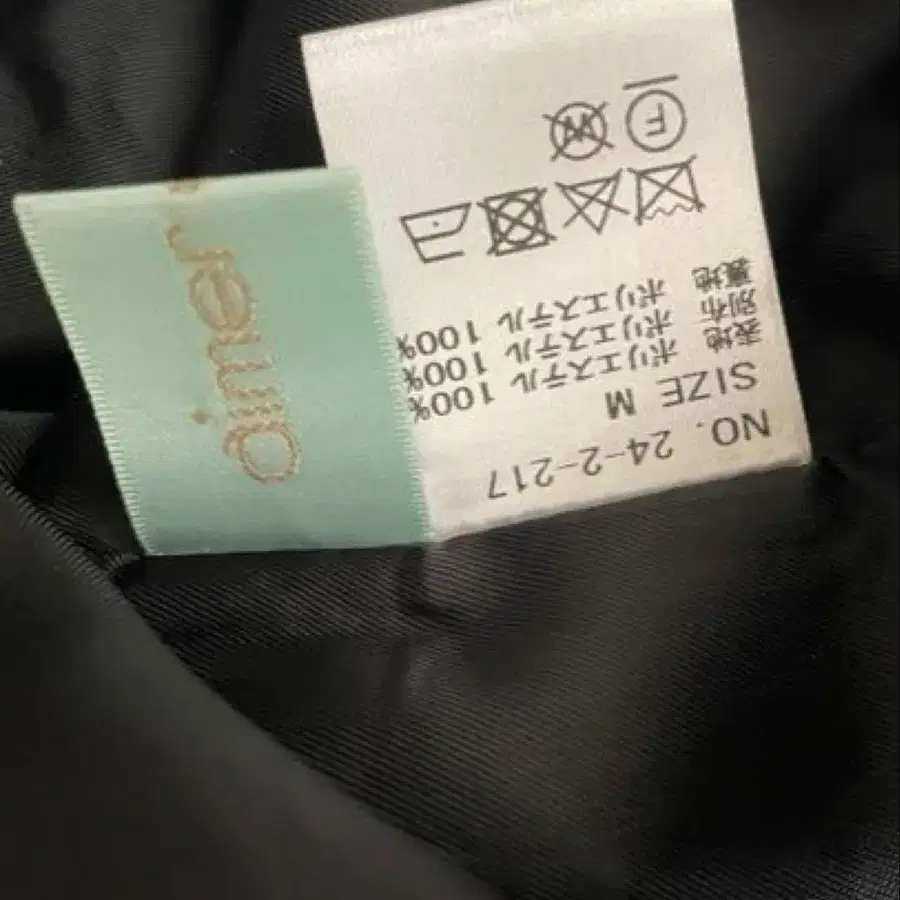 aimer
NO. 24-2-217
SIZE M
表地 ポリエステル 100%
別布 ポリエステル 100%
裏地 ポリエステル 100%
F W